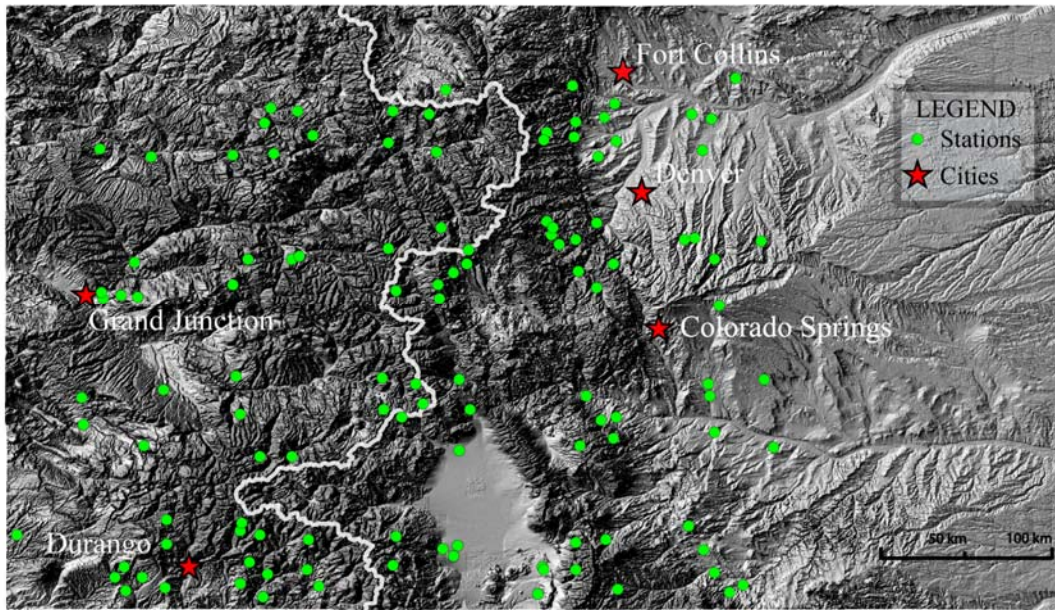 Fort Collins
LEGEND
Stations
Cities
Denver
Grand Junction
Colorado Springs
Durango
50 km
100 km